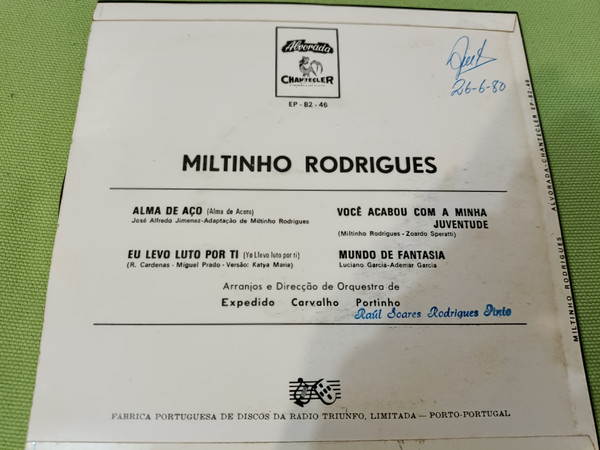 Alvorada
CHANTECLER
EP - 82 - 46
26-6-80
MILTINHO RODRIGUES
ALMA DE AÇO (Alma de Acero)
José Alfredo Jimenez-Adaptação de Miltinho Rodrigues
EU LEVO LUTO POR TI (Yo Llevo luto por ti)
(R. Cardenas - Miguel Prado - Versão: Katya Maria)
VOCÊ ACABOU COM A MINHA
JUVENTUDE
(Miltinho Rodrigues - Zoardo Speratti)
MUNDO DE FANTASIA
Luciano Garcia-Ademar Garcia
Arranjos e Direcção de Orquestra de
Expedido Carvalho Portinho
Raúl Soares Rodrigues Pinto
FÁBRICA PORTUGUESA DE DISCOS DA RÁDIO TRIUNFO, LIMITADA — PORTO-PORTUGAL
MILTINHO RODRIGUES ALVORADA-CHANTECLER EP-82-46